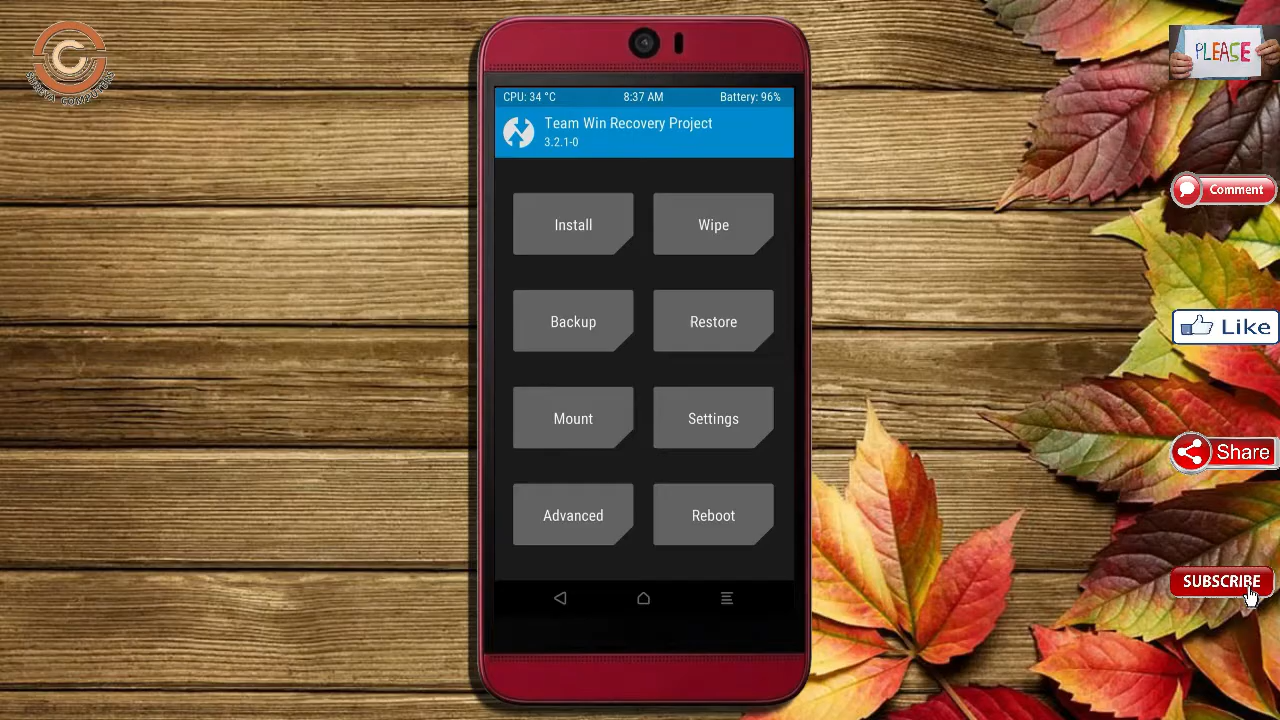 CPU: 34 °C 8:37 AM Battery: 96%
Team Win Recovery Project
3.2.1-0
Install Wipe
Backup Restore
Mount Settings
Advanced Reboot
PLEASE
Comment
Like
Share
SUBSCRIBE